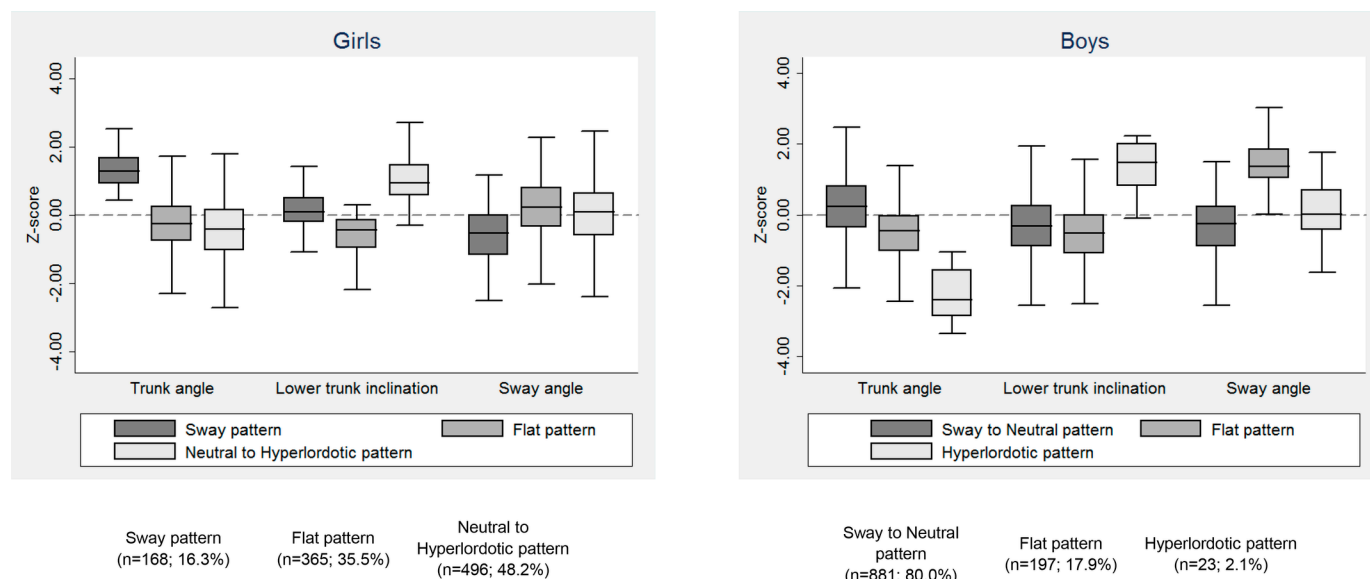 Girls
Z-score
4.00
2.00
0.00
-2.00
-4.00
Trunk angle
Lower trunk inclination
Sway angle
Sway pattern
Flat pattern
Neutral to Hyperlordotic pattern
Sway pattern
(n=168; 16.3%)
Flat pattern
(n=365; 35.5%)
Neutral to
Hyperlordotic pattern
(n=496; 48.2%)
Boys
Z-score
4.00
2.00
0.00
-2.00
-4.00
Trunk angle
Lower trunk inclination
Sway angle
Sway to Neutral pattern
Flat pattern
Hyperlordotic pattern
Sway to Neutral
pattern
(n=881; 80.0%)
Flat pattern
(n=197; 17.9%)
Hyperlordotic pattern
(n=23; 2.1%)